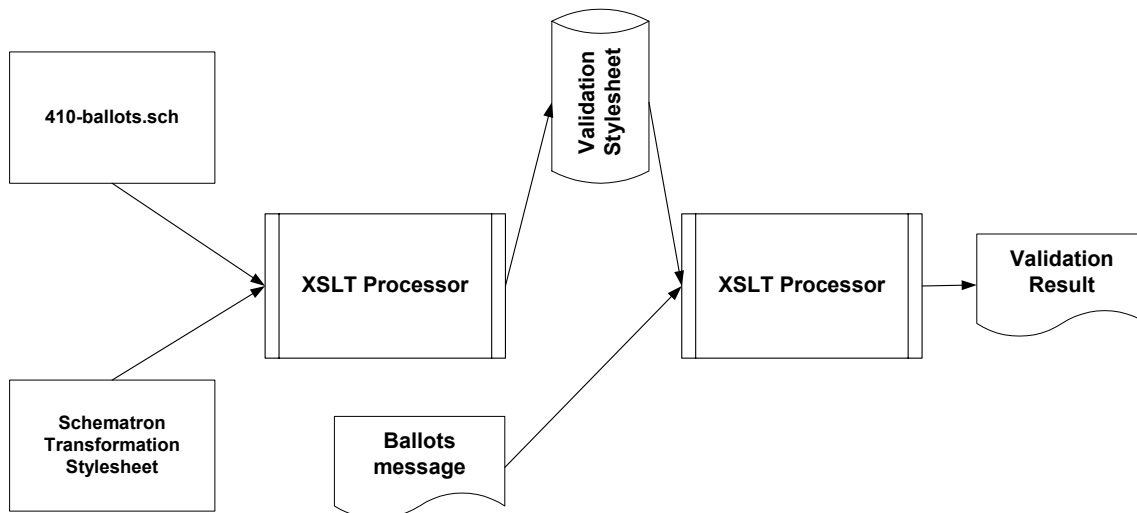 410-ballots.sch
Validation
Stylesheet
XSLT Processor
XSLT Processor
Validation
Result
Schematron
Transformation
Stylesheet
Ballots
message